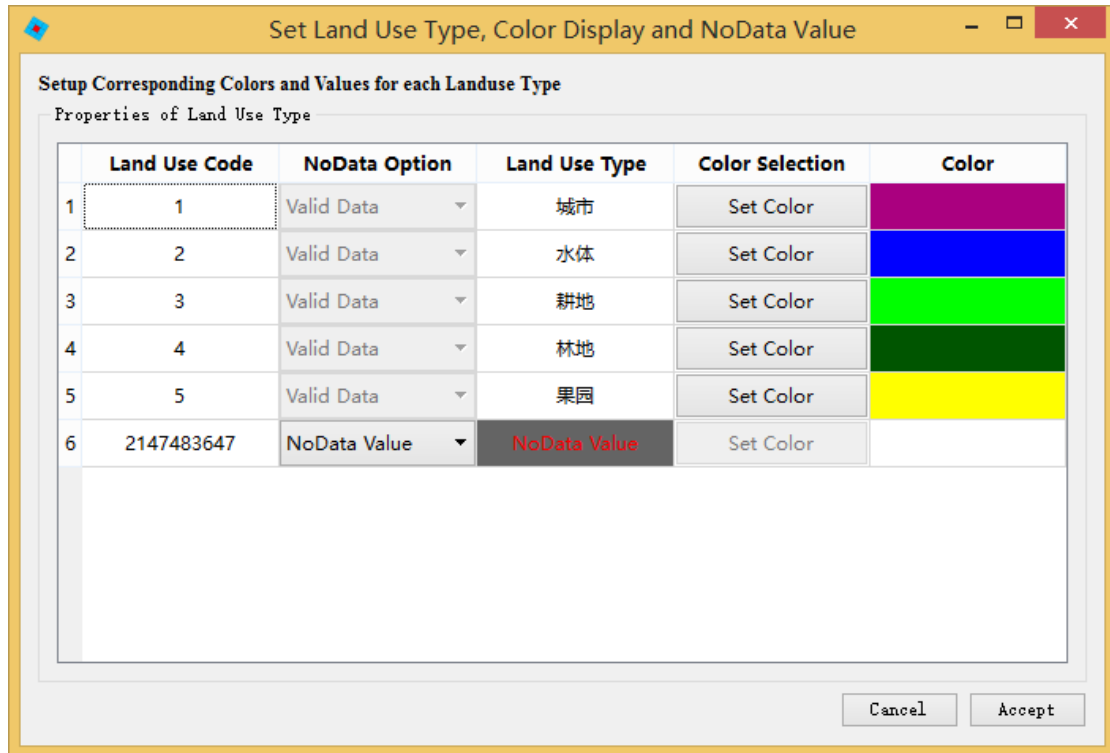 Set Land Use Type, Color Display and NoData Value
Setup Corresponding Colors and Values for each Landuse Type
Properties of Land Use Type
Land Use Code NoData Option Land Use Type Color Selection Color
1 1 Valid Data 城市 Set Color
2 2 Valid Data 水体 Set Color
3 3 Valid Data 耕地 Set Color
4 4 Valid Data 林地 Set Color
5 5 Valid Data 果园 Set Color
6 2147483647 NoData Value NoData Value Set Color
Cancel Accept